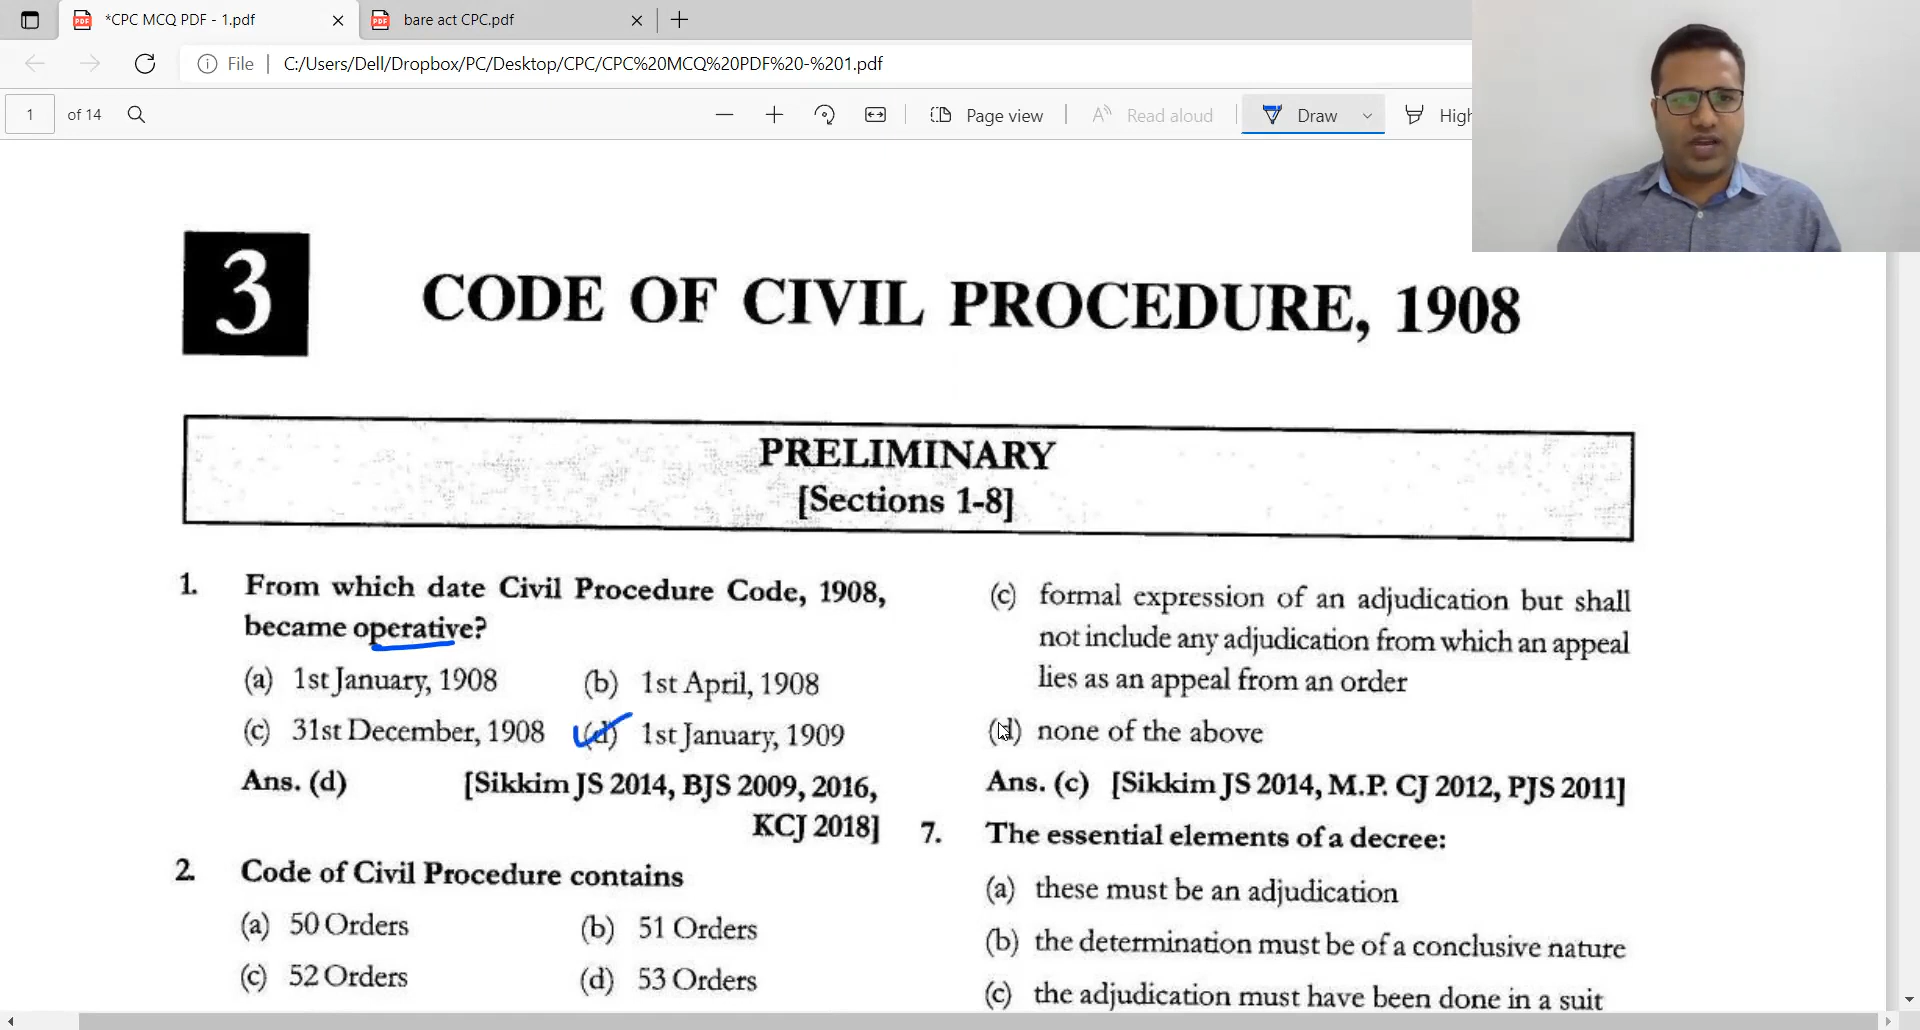 *CPC MCQ PDF - 1.pdf
bare act CPC.pdf
File
C:/Users/Dell/Dropbox/PC/Desktop/CPC/CPC%20MCQ%20PDF%20-%201.pdf
1 of 14
Page view
Read aloud
Draw
High
3
CODE OF CIVIL PROCEDURE, 1908
PRELIMINARY
[Sections 1-8]
1. From which date Civil Procedure Code, 1908,
became operative?
(a) 1st January, 1908 (b) 1st April, 1908
(c) 31st December, 1908 (d) 1st January, 1909
Ans. (d) [Sikkim JS 2014, BJS 2009, 2016,
KCJ 2018]
2. Code of Civil Procedure contains
(a) 50 Orders (b) 51 Orders
(c) 52 Orders (d) 53 Orders
(c) formal expression of an adjudication but shall
not include any adjudication from which an appeal
lies as an appeal from an order
(d) none of the above
Ans. (c) [Sikkim JS 2014, M.P. CJ 2012, PJS 2011]
7. The essential elements of a decree:
(a) these must be an adjudication
(b) the determination must be of a conclusive nature
(c) the adjudication must have been done in a suit